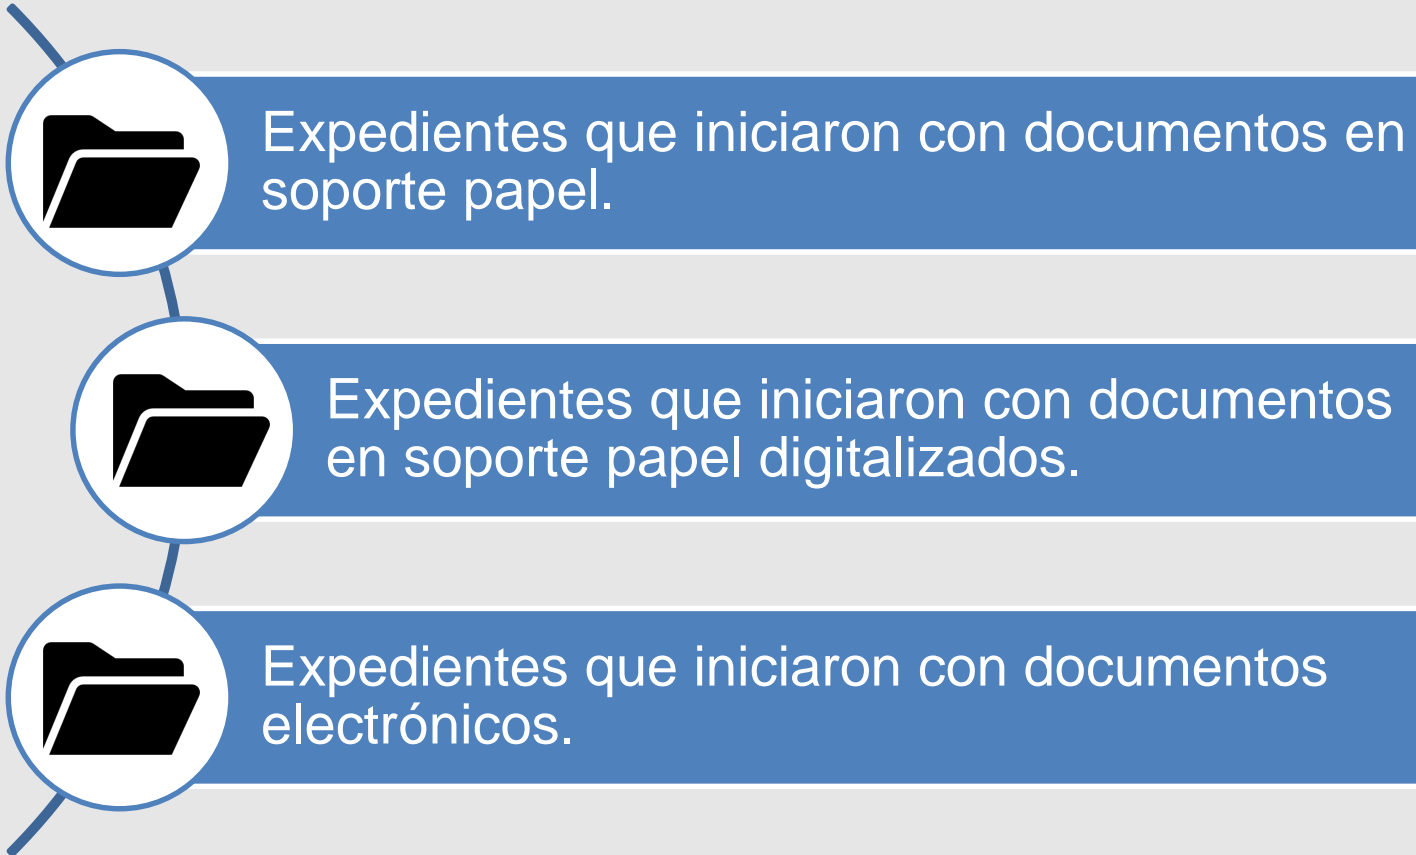 Expedientes que iniciaron con documentos en
soporte papel.
Expedientes que iniciaron con documentos
en soporte papel digitalizados.
Expedientes que iniciaron con documentos
electrónicos.